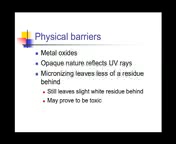 Physical barriers
Metal oxides
Opaque nature reflects UV rays
Micronizing leaves less of a residue
behind
Still leaves slight white residue behind
May prove to be toxic